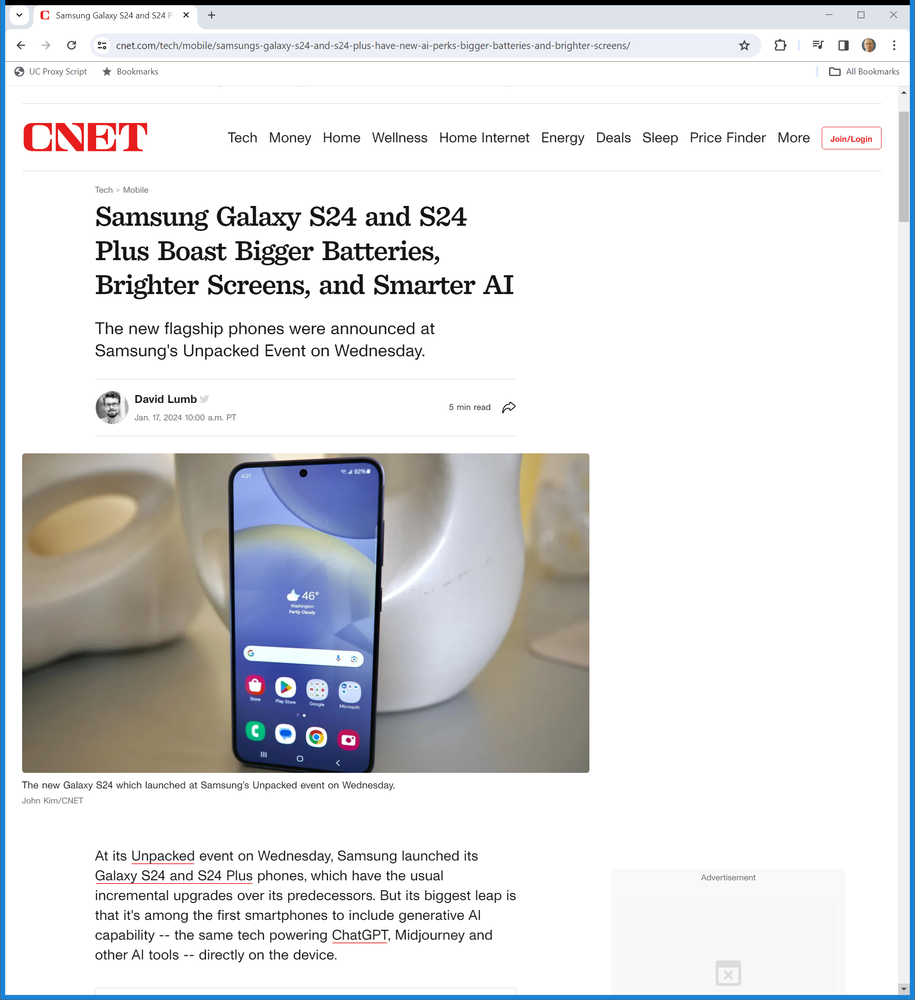 Samsung Galaxy S24 and S24 Pl
cnet.com/tech/mobile/samsungs-galaxy-s24-and-s24-plus-have-new-ai-perks-bigger-batteries-and-brighter-screens/
UC Proxy Script Bookmarks All Bookmarks
CNET Tech Money Home Wellness Home Internet Energy Deals Sleep Price Finder More Join/Login
Tech > Mobile
Samsung Galaxy S24 and S24
Plus Boast Bigger Batteries,
Brighter Screens, and Smarter AI
The new flagship phones were announced at
Samsung's Unpacked Event on Wednesday.
David Lumb
Jan. 17, 2024 10:00 a.m. PT
5 min read
4:21 92%
46°
Washington
Partly Cloudy
Store Play Store Google Microsoft
The new Galaxy S24 which launched at Samsung's Unpacked event on Wednesday.
John Kim/CNET
At its Unpacked event on Wednesday, Samsung launched its
Galaxy S24 and S24 Plus phones, which have the usual
incremental upgrades over its predecessors. But its biggest leap is
that it's among the first smartphones to include generative AI
capability -- the same tech powering ChatGPT, Midjourney and
other AI tools -- directly on the device.
Advertisement